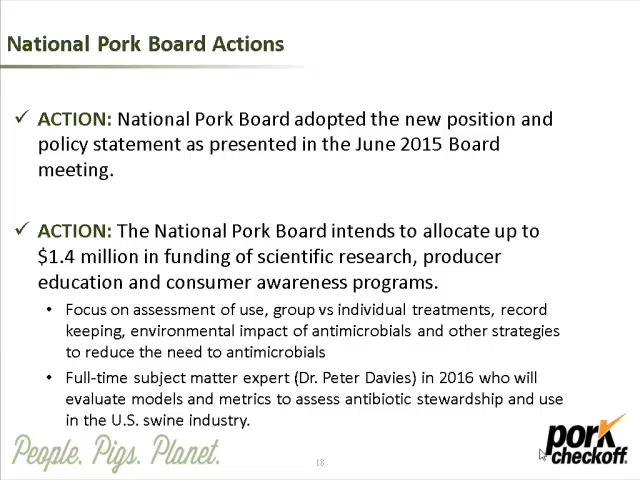 National Pork Board Actions
✓ ACTION: National Pork Board adopted the new position and
policy statement as presented in the June 2015 Board
meeting.
✓ ACTION: The National Pork Board intends to allocate up to
$1.4 million in funding of scientific research, producer
education and consumer awareness programs.
• Focus on assessment of use, group vs individual treatments, record
keeping, environmental impact of antimicrobials and other strategies
to reduce the need to antimicrobials
• Full-time subject matter expert (Dr. Peter Davies) in 2016 who will
evaluate models and metrics to assess antibiotic stewardship and use
in the U.S. swine industry.
People. Pigs. Planet.
18
pork
checkoff.